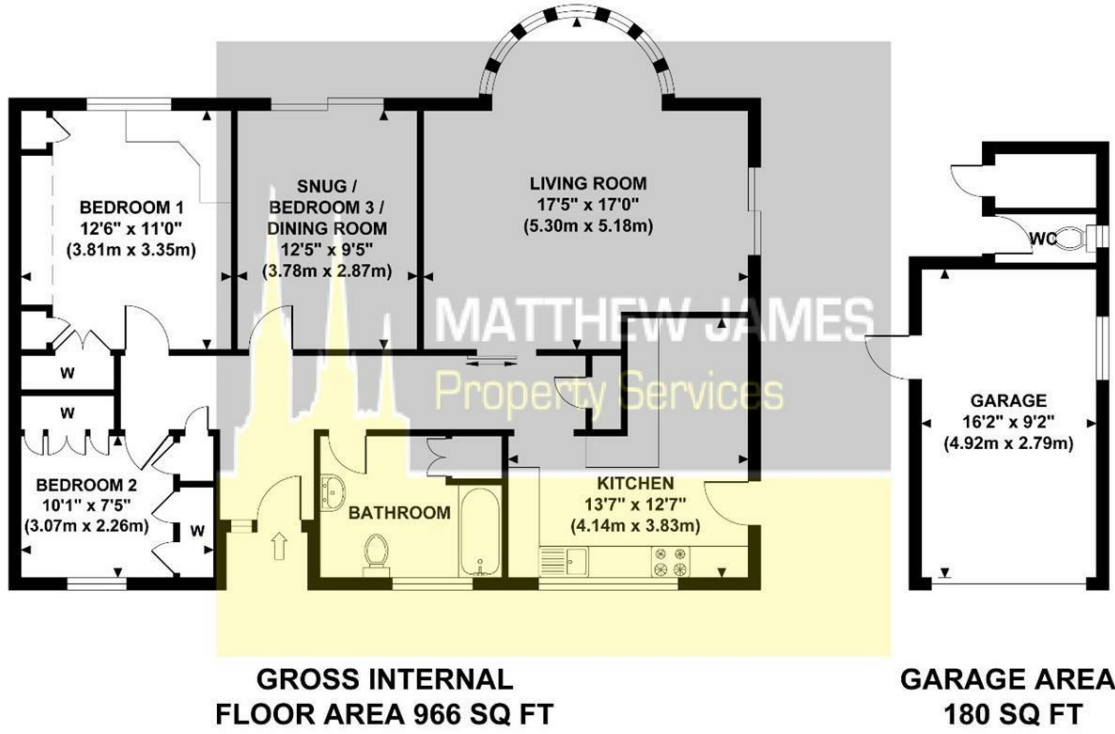 BEDROOM 1
12'6" x 11'0"
(3.81m x 3.35m)
SNUG /
BEDROOM 3 /
DINING ROOM
12'5" x 9'5"
(3.78m x 2.87m)
LIVING ROOM
17'5" x 17'0"
(5.30m x 5.18m)
WC
MATTHEW JAMES
Property Services
W
W
BEDROOM 2
10'1" x 7'5"
(3.07m x 2.26m)
W
BATHROOM
KITCHEN
13'7" x 12'7"
(4.14m x 3.83m)
GARAGE
16'2" x 9'2"
(4.92m x 2.79m)
GROSS INTERNAL
FLOOR AREA 966 SQ FT
GARAGE AREA
180 SQ FT